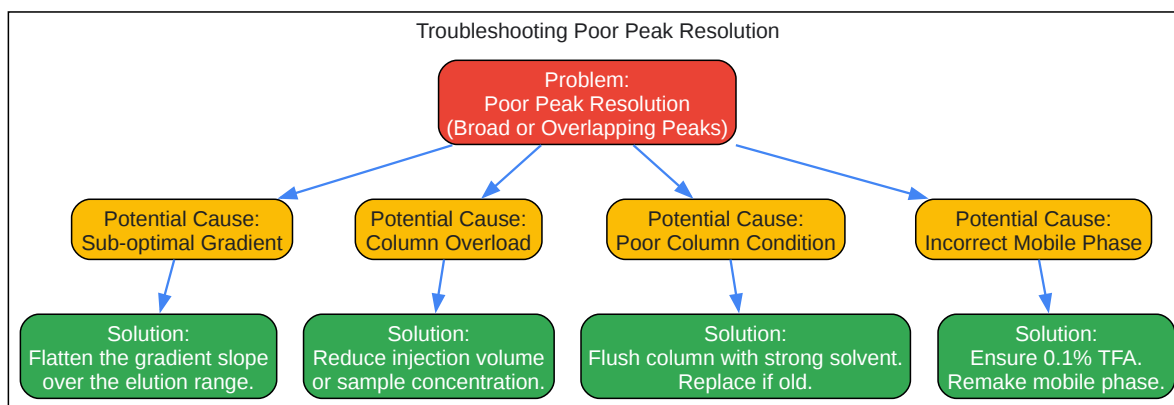 Troubleshooting Poor Peak Resolution
Problem:
Poor Peak Resolution
(Broad or Overlapping Peaks)
Potential Cause:
Sub-optimal Gradient
Potential Cause:
Column Overload
Potential Cause:
Poor Column Condition
Potential Cause:
Incorrect Mobile Phase
Solution:
Flatten the gradient slope
over the elution range.
Solution:
Reduce injection volume
or sample concentration.
Solution:
Flush column with strong solvent.
Replace if old.
Solution:
Ensure 0.1% TFA.
Remake mobile phase.